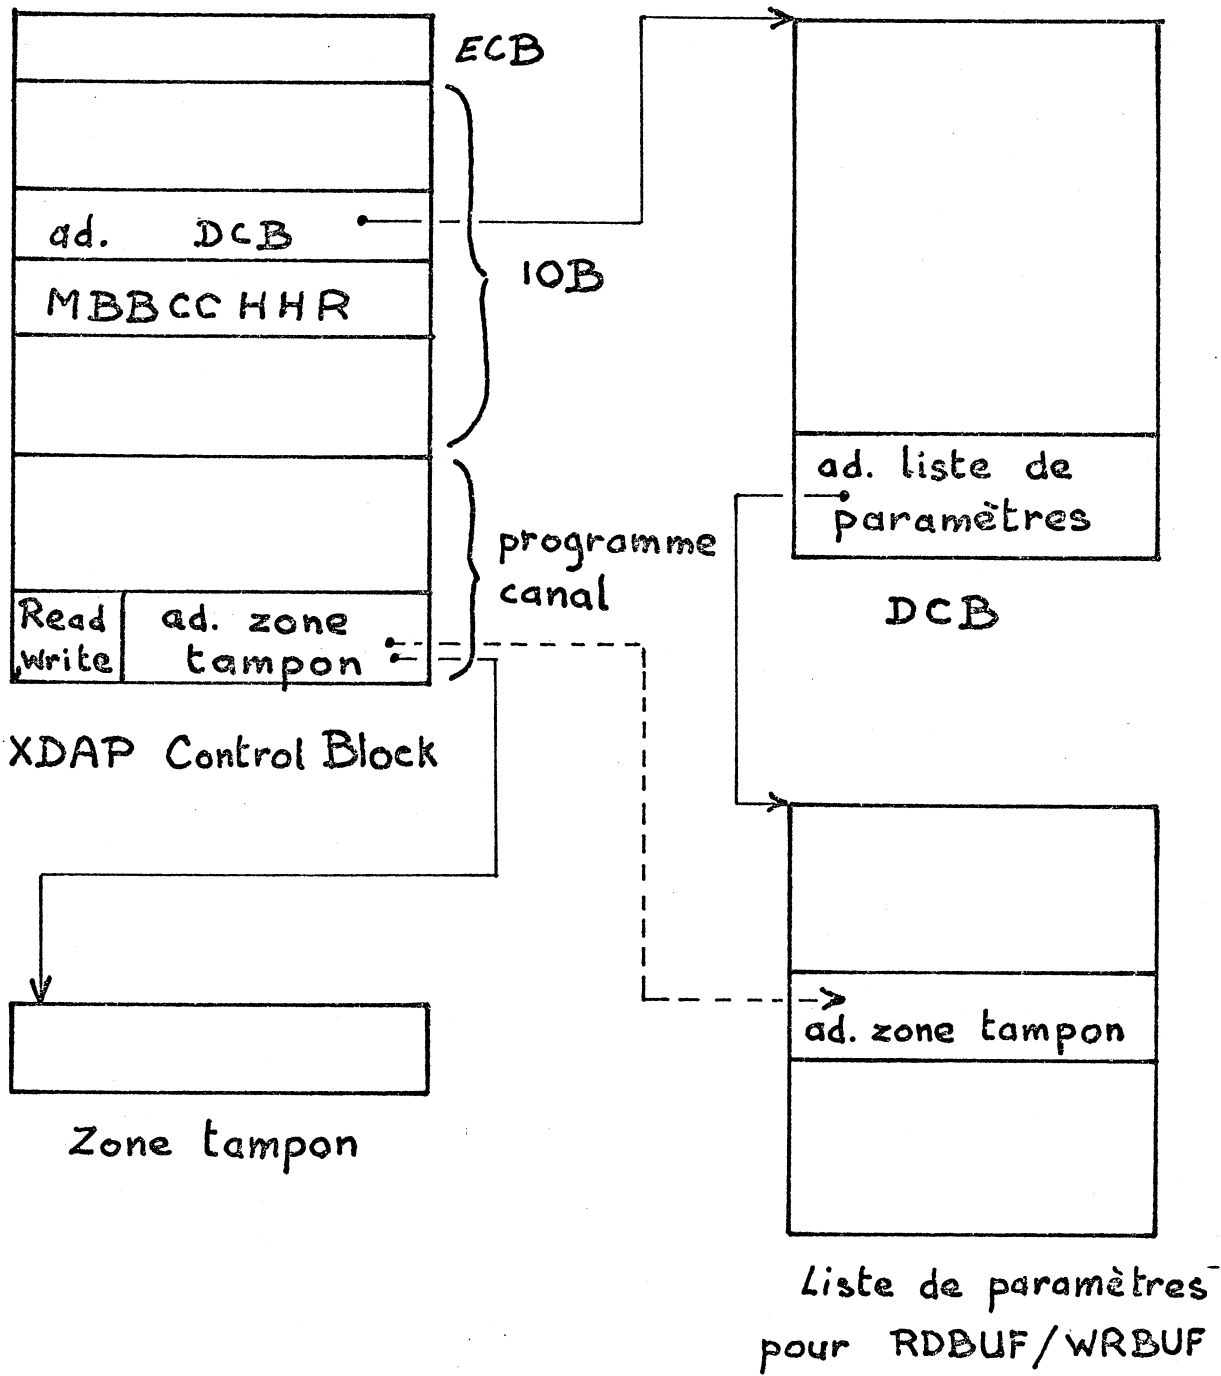 ECB
ad. DCB
MBBCCHHR
IOB
programme
canal
Read
Write
ad. zone
tampon
XDAP Control Block
Zone tampon
ad. liste de
paramètres
DCB
ad. zone tampon
Liste de paramètres
pour RDBUF/WRBUF